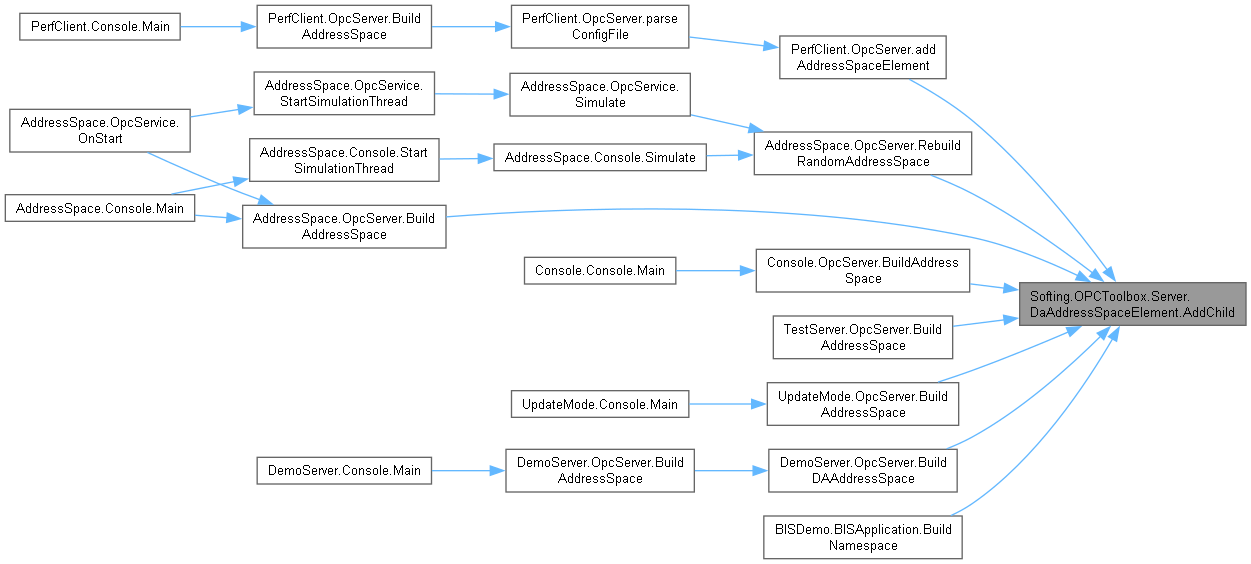 PerfClient.Console.Main
PerfClient.OpcServer.Build
AddressSpace
PerfClient.OpcServer.parse
ConfigFile
PerfClient.OpcServer.add
AddressSpaceElement
AddressSpace.OpcService.
OnStart
AddressSpace.OpcService.
StartSimulationThread
AddressSpace.OpcService.
Simulate
AddressSpace.OpcServer.Rebuild
RandomAddressSpace
AddressSpace.Console.Start
SimulationThread
AddressSpace.Console.Simulate
AddressSpace.Console.Main
AddressSpace.OpcServer.Build
AddressSpace
Console.Console.Main
Console.OpcServer.BuildAddress
Space
Softing.OPCToolbox.Server.
DaAddressSpaceElement.AddChild
TestServer.OpcServer.Build
AddressSpace
UpdateMode.Console.Main
UpdateMode.OpcServer.Build
AddressSpace
DemoServer.Console.Main
DemoServer.OpcServer.Build
AddressSpace
DemoServer.OpcServer.Build
DAAddressSpace
BISDemo.BISApplication.Build
Namespace